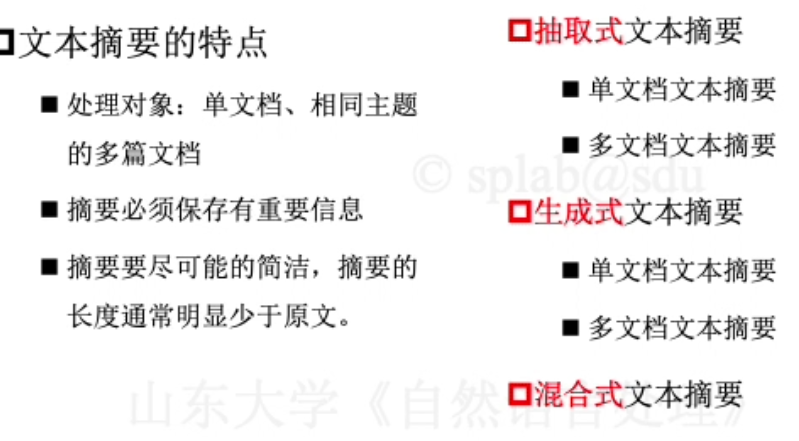 文本摘要的特点
■ 处理对象：单文档、相同主题
的多篇文档
■ 摘要必须保存有重要信息
■ 摘要要尽可能的简洁，摘要的
长度通常明显少于原文。
抽取式文本摘要
■ 单文档文本摘要
■ 多文档文本摘要
生成式文本摘要
■ 单文档文本摘要
■ 多文档文本摘要
混合式文本摘要
© splab@sdu
山东大学《自然语言处理》